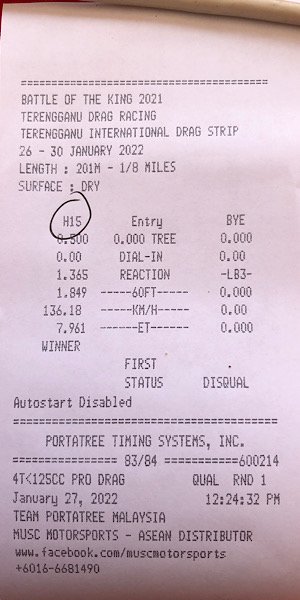 =====================================
BATTLE OF THE KING 2021
TERENGGANU DRAG RACING
TERENGGANU INTERNATIONAL DRAG STRIP
26 - 30 JANUARY 2022
LENGTH : 201M - 1/8 MILES
SURFACE : DRY
H15 Entry BYE
0.500 0.000 TREE 0.000
0.00 DIAL-IN 0.00
1.365 REACTION -LB3-
1.849 -----60FT------ 0.000
136.18 -----KM/H------ 0.00
7.961 ------ET------- 0.000
WINNER
FIRST
STATUS DISQUAL
Autostart Disabled
=====================================
PORTATREE TIMING SYSTEMS, INC.
================ 83/84 ===========600214
4T<125CC PRO DRAG QUAL RND 1
January 27, 2022 12:24:32 PM
TEAM PORTATREE MALAYSIA
MUSC MOTORSPORTS - ASEAN DISTRIBUTOR
www.facebook.com/muscmotorsports
+6016-6681490